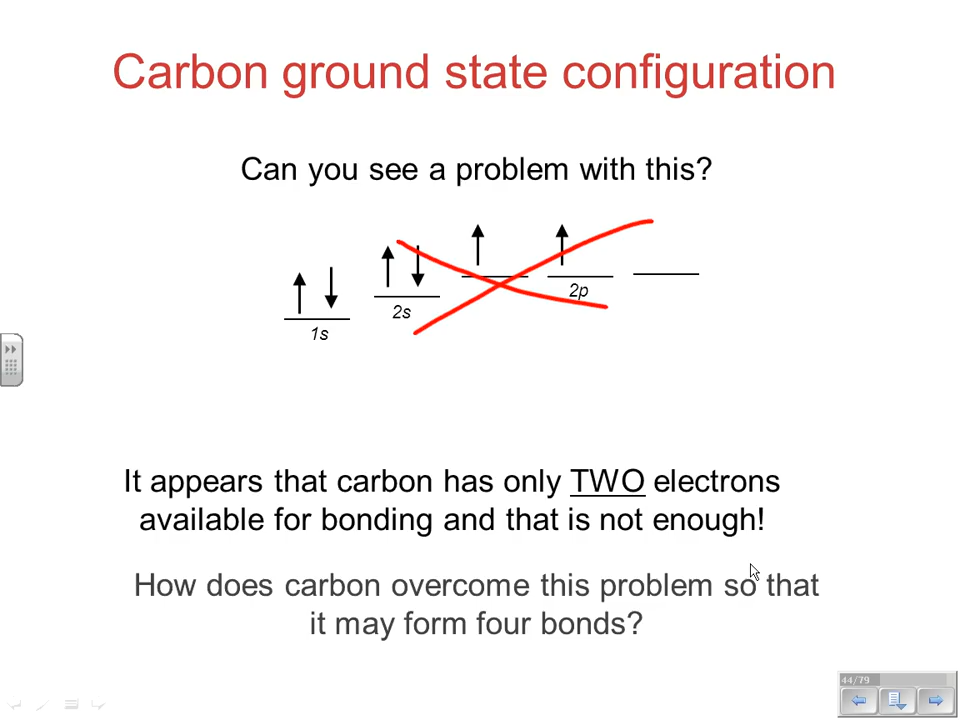 Carbon ground state configuration
Can you see a problem with this?
1s
2s
2p
It appears that carbon has only TWO electrons
available for bonding and that is not enough!
How does carbon overcome this problem so that
it may form four bonds?
44/79